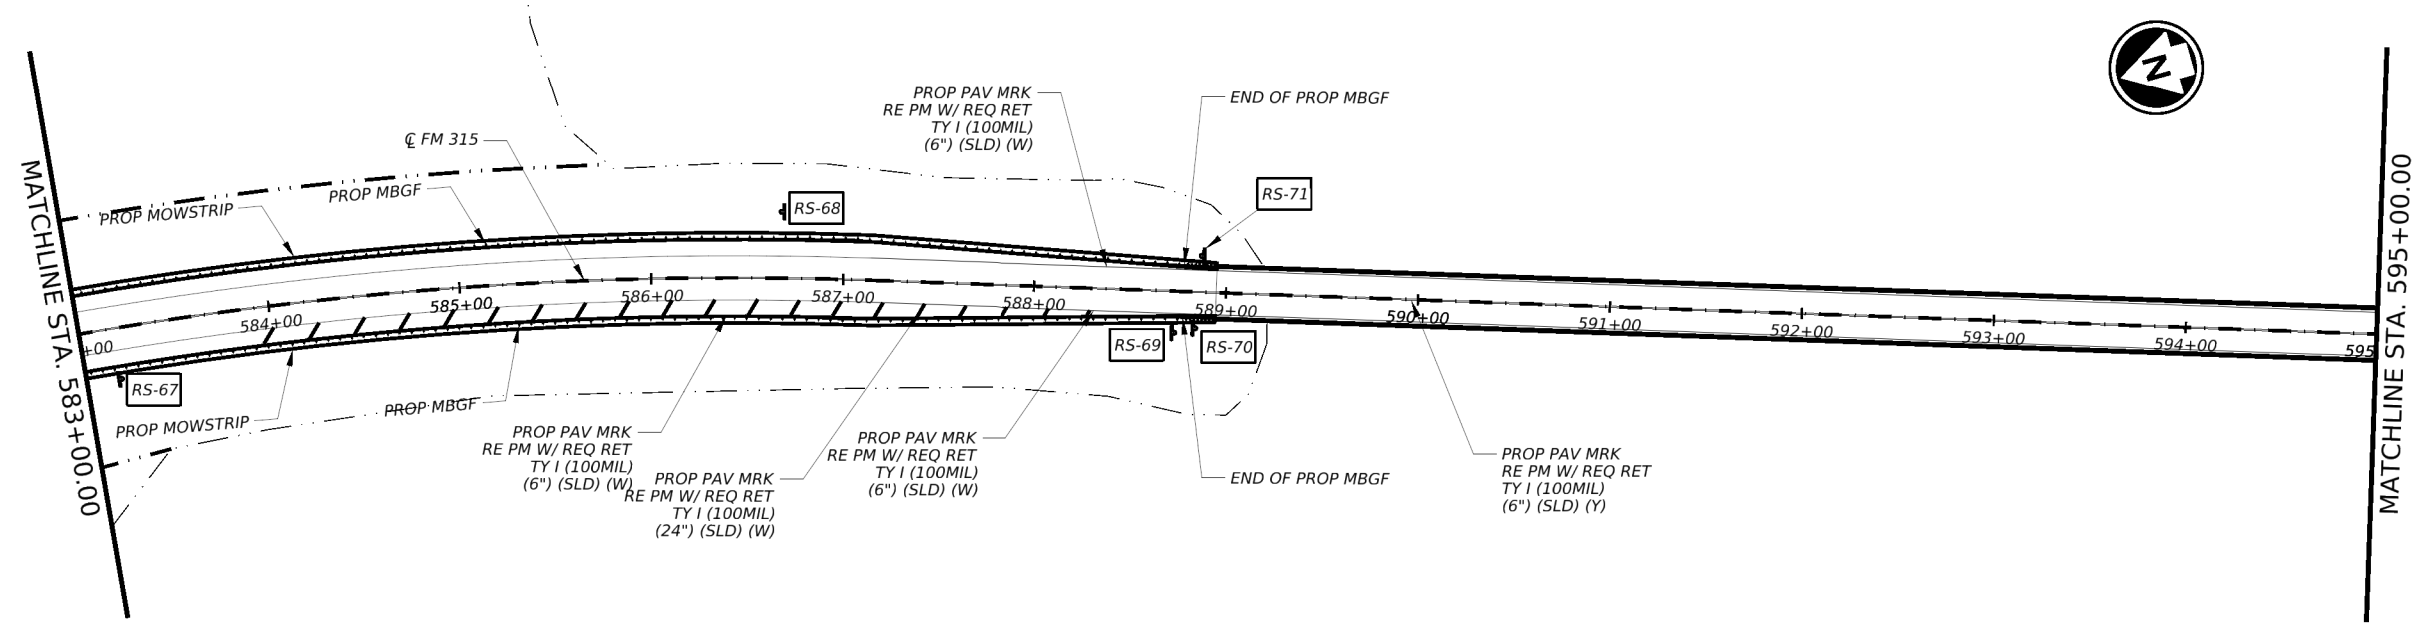 MATCHLINE STA. 583+00.00
PROP MOWSTRIP
PROP MBGF
℄ FM 315
RS-68
PROP PAV MRK
RE PM W/ REQ RET
TY I (100MIL)
(6") (SLD) (W)
END OF PROP MBGF
RS-71
N
+00
584+00
585+00
586+00
587+00
588+00
589+00
590+00
591+00
592+00
593+00
594+00
595
RS-67
RS-69
RS-70
PROP MOWSTRIP
PROP MBGF
PROP PAV MRK
RE PM W/ REQ RET
TY I (100MIL)
(6") (SLD) (W)
PROP PAV MRK
RE PM W/ REQ RET
TY I (100MIL)
(24") (SLD) (W)
PROP PAV MRK
RE PM W/ REQ RET
TY I (100MIL)
(6") (SLD) (W)
END OF PROP MBGF
PROP PAV MRK
RE PM W/ REQ RET
TY I (100MIL)
(6") (SLD) (Y)
MATCHLINE STA. 595+00.00